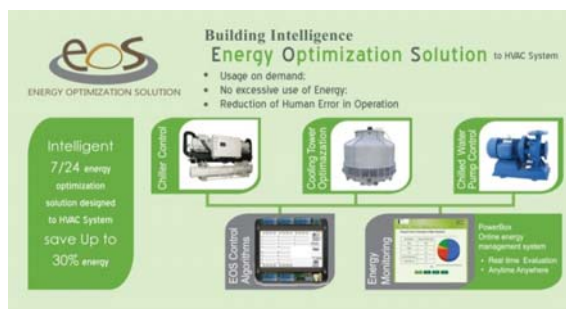 eos
ENERGY OPTIMIZATION SOLUTION
Building Intelligence
Energy Optimization Solution to HVAC System
• Usage on demand;
• No excessive use of Energy;
• Reduction of Human Error in Operation
Intelligent
7/24 energy
optimization
solution designed
to HVAC System
save Up to
30% energy
Chiller Control
Cooling Tower
Optimazation
Chilled Water
Pump Control
EOS Control
Algorithms
Energy
Monitoring
PowerBox
Online energy
management system
• Real time Evaluation
• Anytime Anywhere